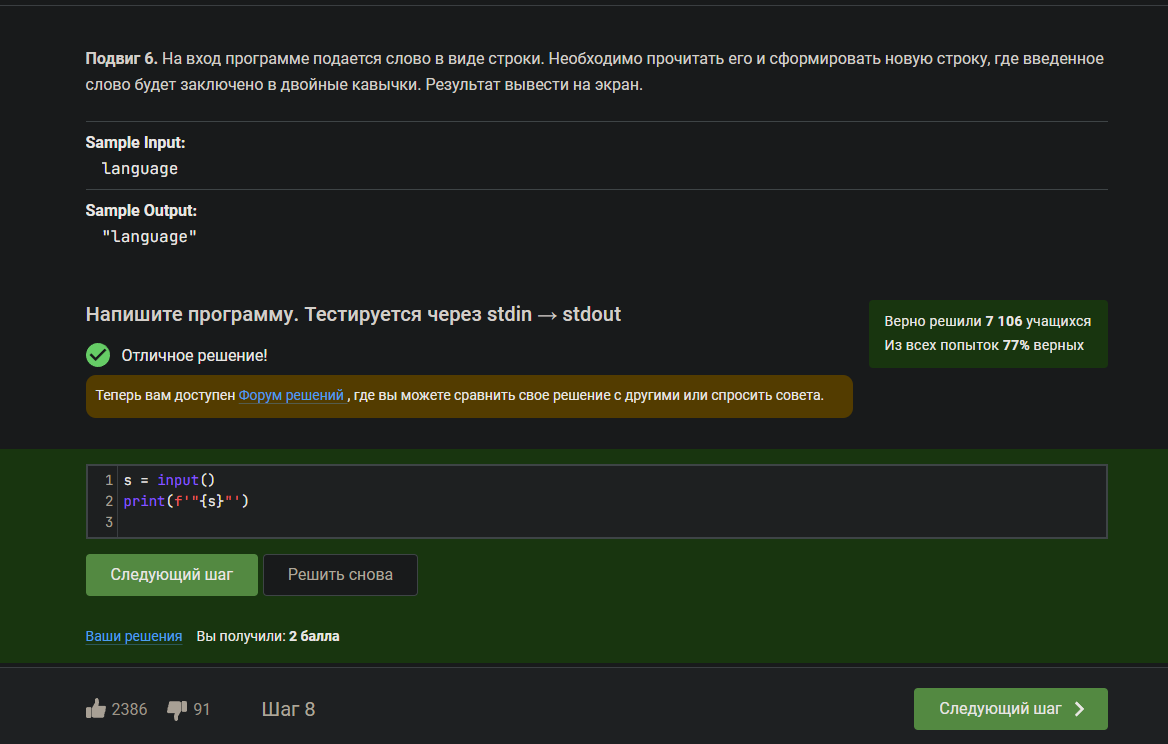 Подвиг 6. На вход программе подается слово в виде строки. Необходимо прочитать его и сформировать новую строку, где введенное
слово будет заключено в двойные кавычки. Результат вывести на экран.
Sample Input:
language
Sample Output:
"language"
Напишите программу. Тестируется через stdin → stdout
Верно решили 7 106 учащихся
Из всех попыток 77% верных
Отличное решение!
Теперь вам доступен Форум решений , где вы можете сравнить свое решение с другими или спросить совета.
1 s = input()
2 print(f'"{s}"')
3
Следующий шаг Решить снова
Ваши решения Вы получили: 2 балла
2386 91 Шаг 8 Следующий шаг